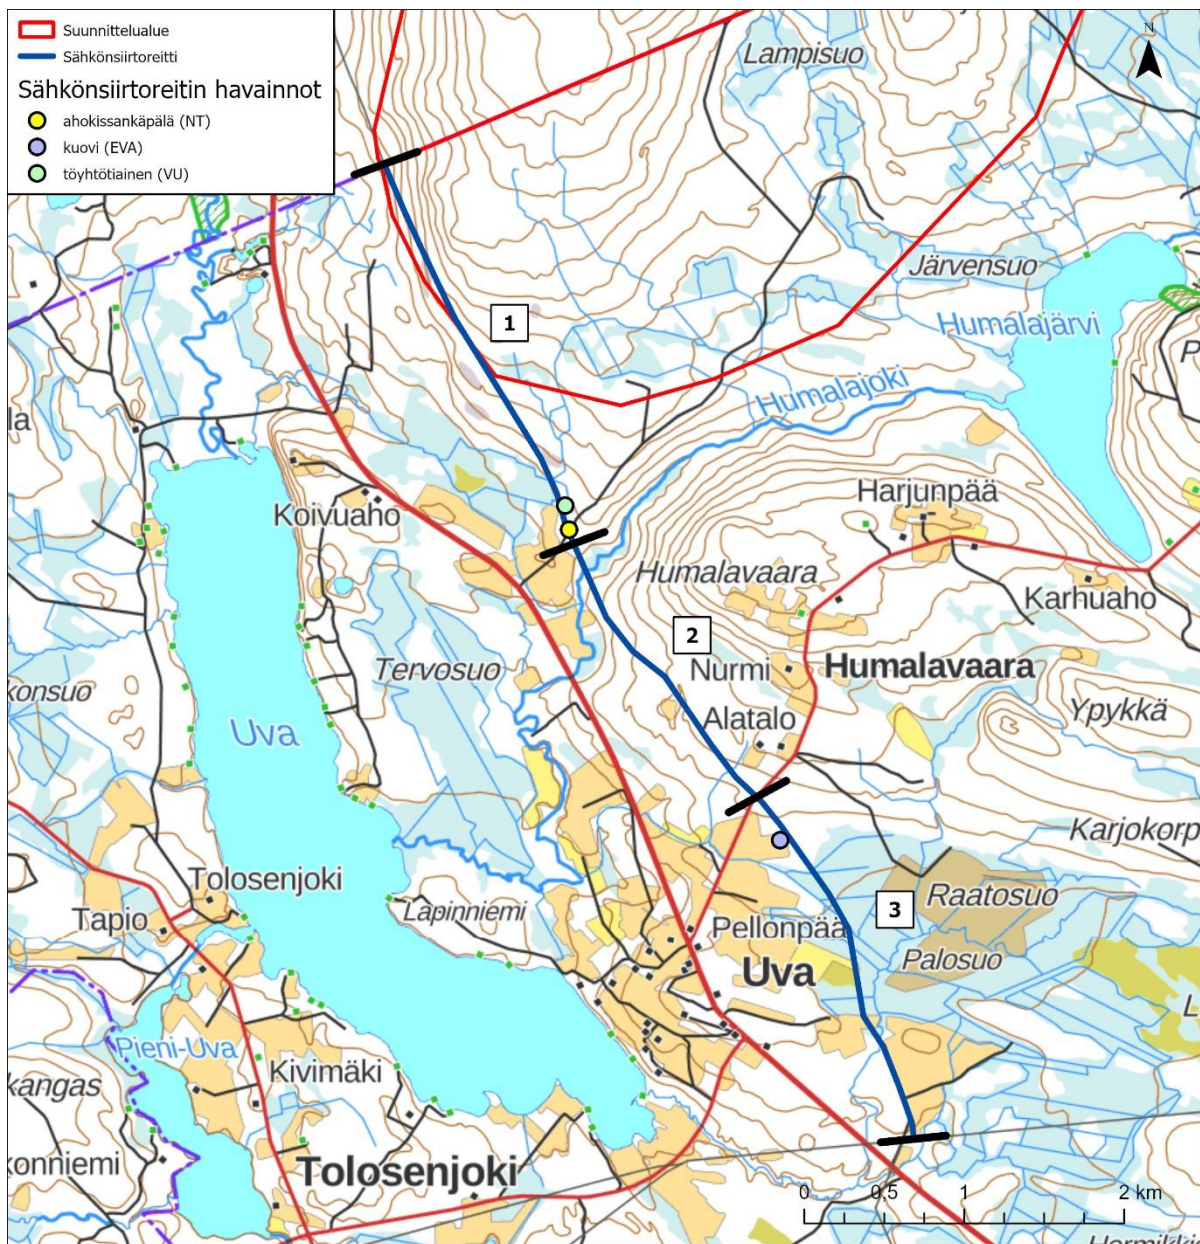 Suunnittelualue
Sähkönsiirtoreitti
Sähkönsiirtoreitin havainnot
ahokissankäpälä (NT)
kuovi (EVA)
töyhtötiainen (VU)
N
Lampisuo
Järvensuo
Humalajärvi
1
P
Humalajoki
la
Harjunpää
Koivuaho
Humalavaara
Karhuaho
2
Tervosuo
Nurmi
Humalavaara
konsuo
Ypykkä
Alatalo
Uva
Karjokorp
Tolosenjoki
Raatosuo
3
Tapio
Lapinniemi
Pellonpää
Palosuo
Uva
L
Pieni-Uva
Kivimäki
kangas
konniemi
Tolosenjoki
0 0,5 1 2 km